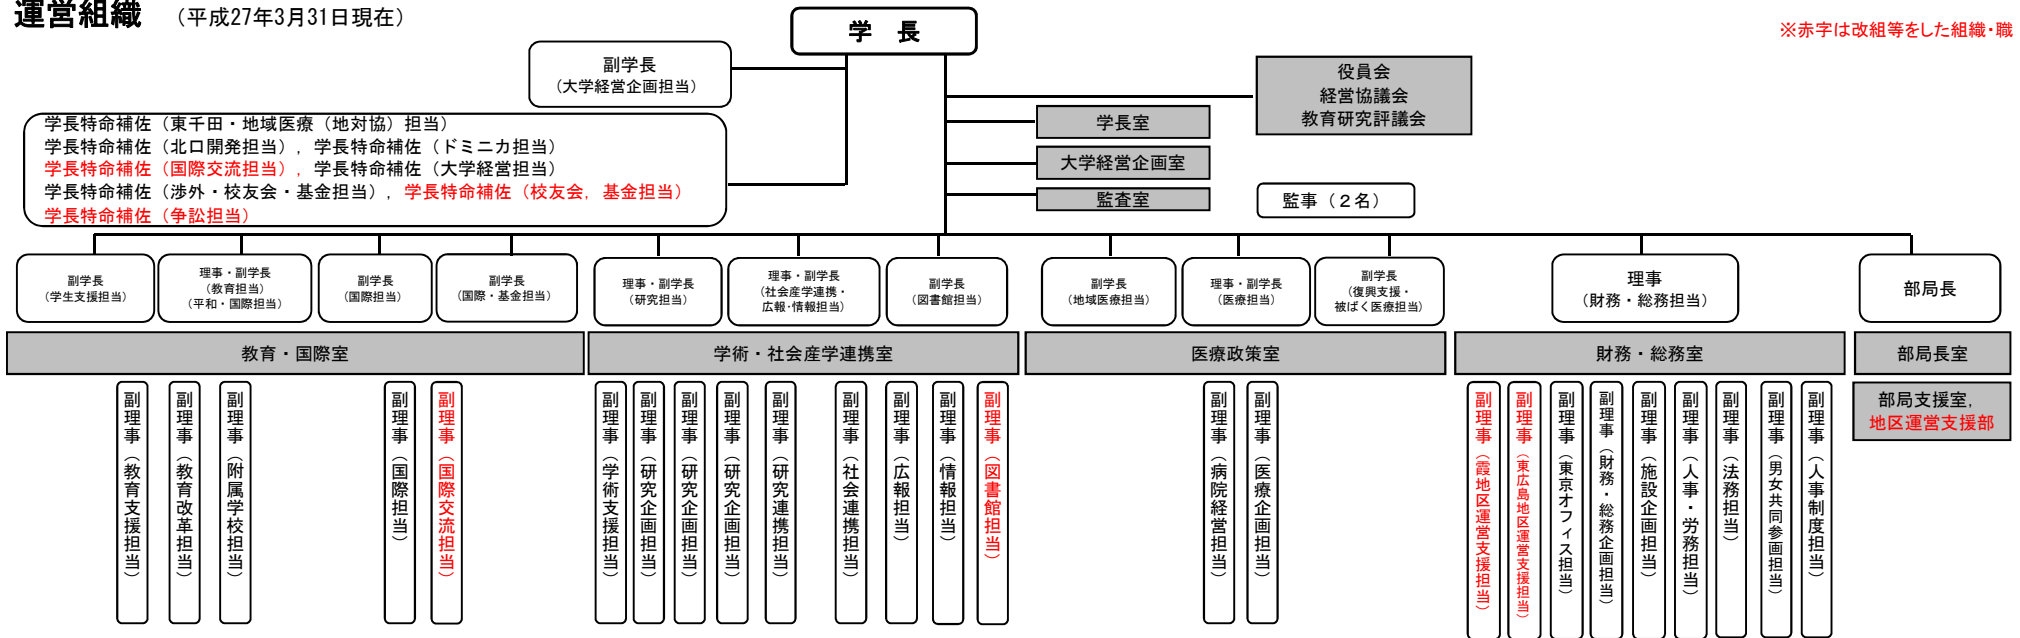 運営組織 （平成27年3月31日現在）
※赤字は改組等をした組織・職
学　長
副学長
（大学経営企画担当）
役員会
経営協議会
教育研究評議会
学長特命補佐（東千田・地域医療（地対協）担当）
学長特命補佐（北口開発担当），学長特命補佐（ドミニカ担当）
学長特命補佐（国際交流担当），学長特命補佐（大学経営担当）
学長特命補佐（渉外・校友会・基金担当），学長特命補佐（校友会，基金担当）
学長特命補佐（争訟担当）
学長室
大学経営企画室
監査室
監事（２名）
副学長
（学生支援担当）
理事・副学長
（教育担当）
（平和・国際担当）
副学長
（国際担当）
副学長
（国際・基金担当）
理事・副学長
（研究担当）
理事・副学長
（社会産学連携・
広報・情報担当）
副学長
（図書館担当）
副学長
（地域医療担当）
理事・副学長
（医療担当）
副学長
（復興支援・
被ばく医療担当）
理事
（財務・総務担当）
部局長
教育・国際室
学術・社会産学連携室
医療政策室
財務・総務室
部局長室
副理事（教育支援担当）
副理事（教育改革担当）
副理事（附属学校担当）
副理事（国際担当）
副理事（国際交流担当）
副理事（学術支援担当）
副理事（研究企画担当）
副理事（研究企画担当）
副理事（研究企画担当）
副理事（研究連携担当）
副理事（社会連携担当）
副理事（広報担当）
副理事（情報担当）
副理事（図書館担当）
副理事（病院経営担当）
副理事（医療企画担当）
副理事（霞地区運営支援担当）
副理事（東広島地区運営支援担当）
副理事（東京オフィス担当）
副理事（財務・総務企画担当）
副理事（施設企画担当）
副理事（人事・労務担当）
副理事（法務担当）
副理事（男女共同参画担当）
副理事（人事制度担当）
部局支援室，
地区運営支援部